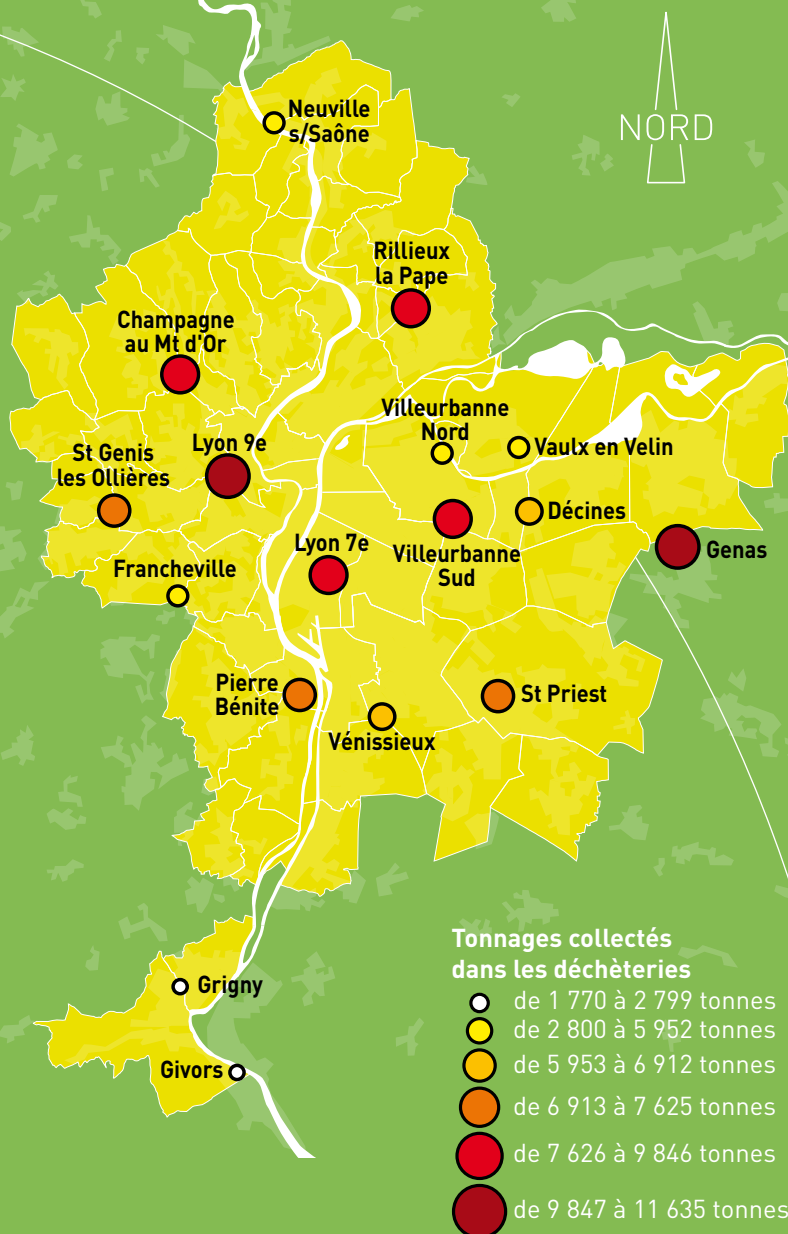 Neuville
s/Saône
NORD
Rillieux
la Pape
Champagne
au Mt d'Or
Villeurbanne
Nord
St Genis
les Ollières
Lyon 9e
Vaulx en Velin
Décines
Lyon 7e
Villeurbanne
Sud
Genas
Francheville
Pierre
Bénite
St Priest
Vénissieux
Grigny
Givors
Tonnages collectés
dans les déchèteries
de 1 770 à 2 799 tonnes
de 2 800 à 5 952 tonnes
de 5 953 à 6 912 tonnes
de 6 913 à 7 625 tonnes
de 7 626 à 9 846 tonnes
de 9 847 à 11 635 tonnes